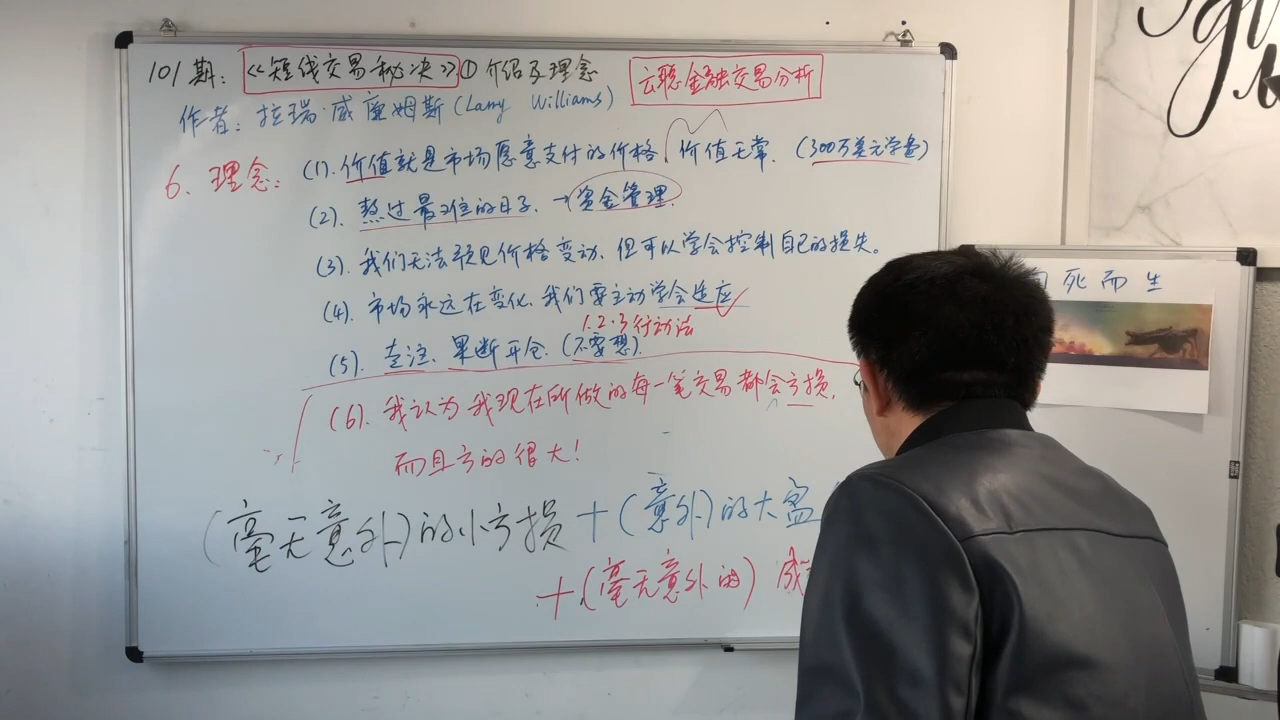 101期:《短线交易秘决》① 介绍及理念
云聪金融交易分析
作者:拉瑞·威廉姆斯(Larry Williams)
6、理念:
(1).价值就是市场愿意支付的价格,价值无常.(300万美元学费)
(2).熬过最难的日子、→资金管理.
(3).我们无法预见价格变动、但可以学会控制自己的损失。
(4).市场永远在变化、我们要主动学会适应
1.2.3行动法
(5).专注、果断开仓.(不要想).
(6).我认为我现在所做的每一笔交易都会亏损,
而且亏的很大!
(毫无意外)的小亏损+(意外)的大盈
+(毫无意外的)
死而生